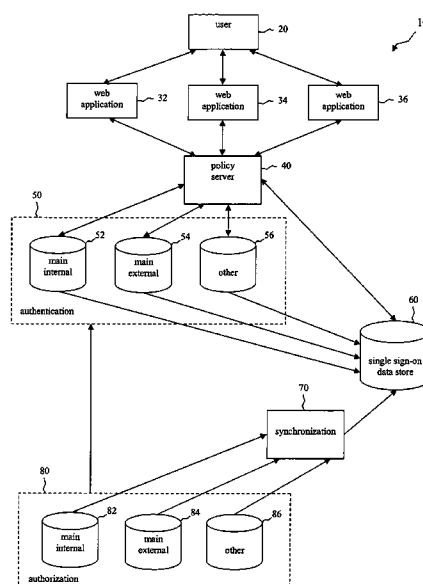 user
20
web
application
32
web
application
34
web
application
36
policy
server
40
50
main
internal
52
main
external
54
other
56
authentication
60
single sign-on
data store
70
synchronization
80
main
internal
82
main
external
84
other
86
authorization